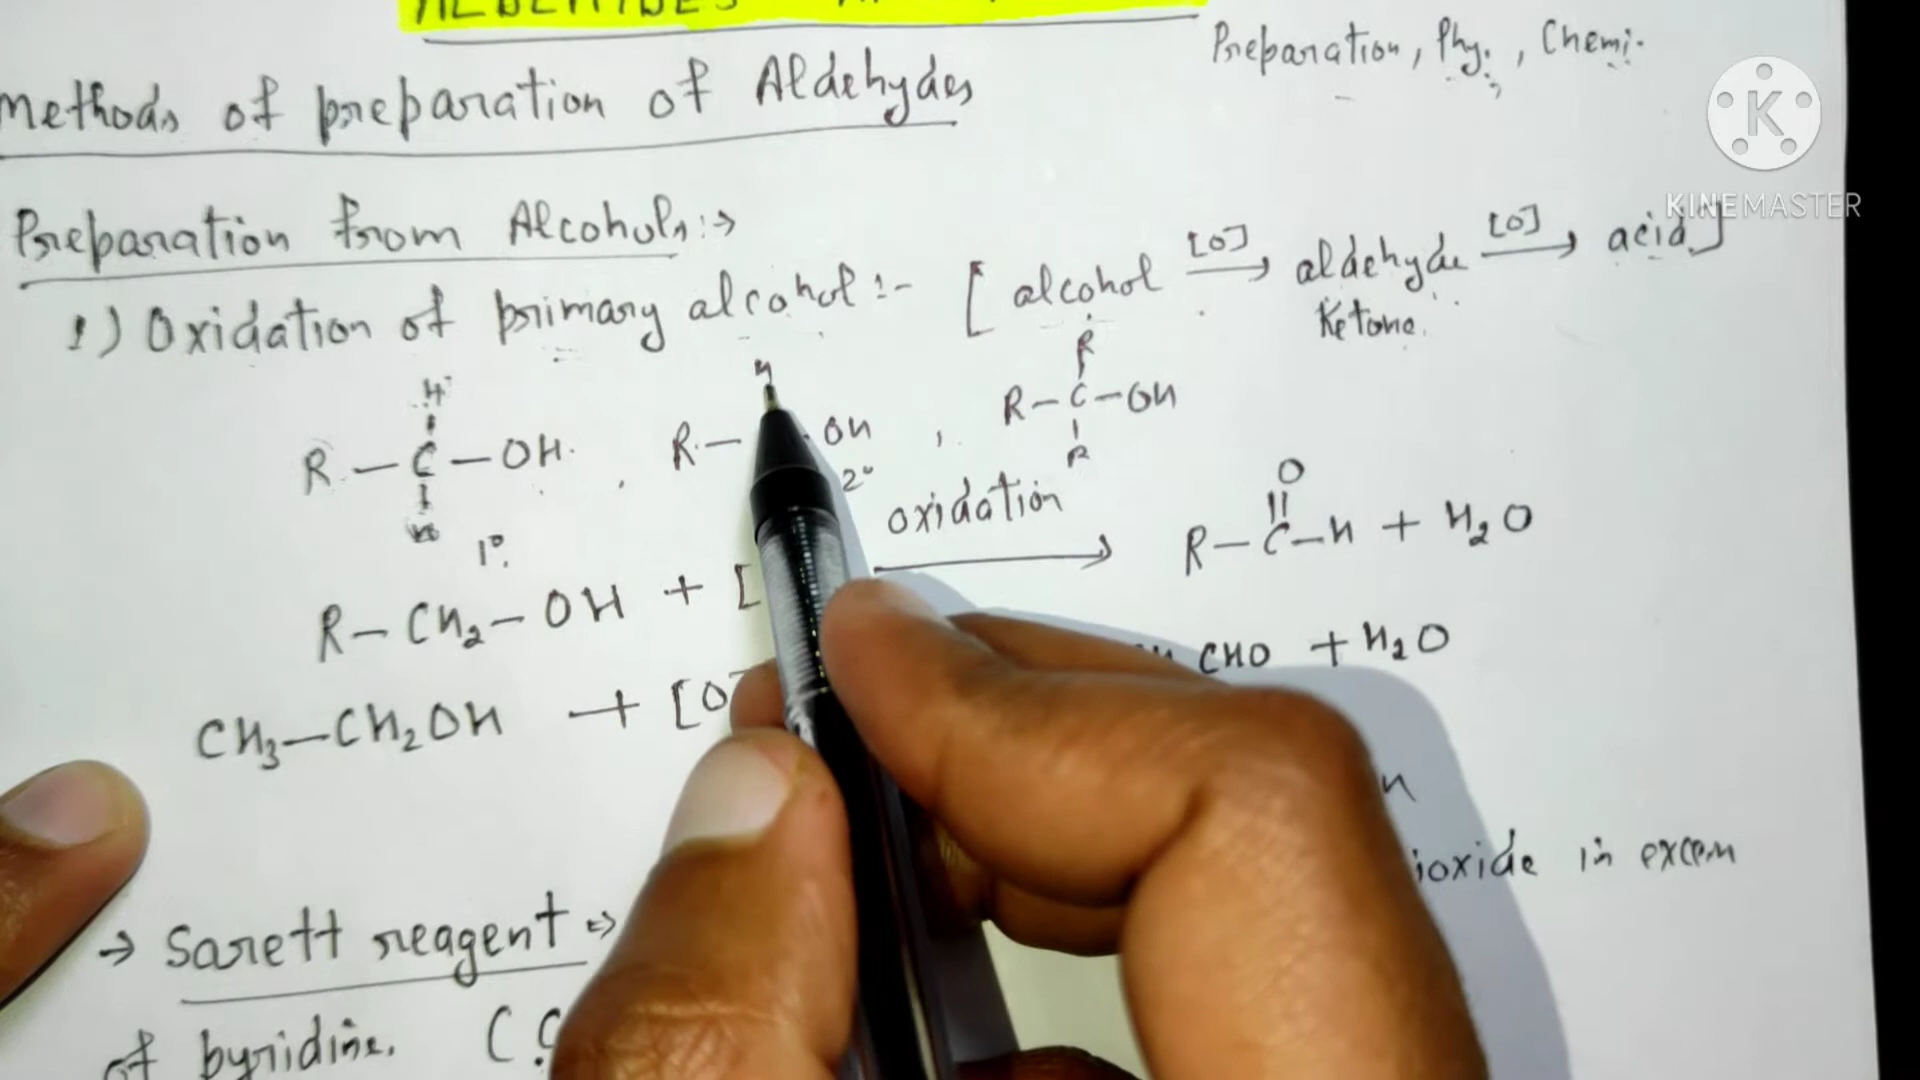 Preparation, Phy., Chemi.
Methods of preparation of Aldehydes
K
KINEMASTER
Preparation from Alcohols :→
1) Oxidation of primary alcohol :- [ alcohol [O]→ aldehyde [O]→ acid]
Ketone.
H
R
R — C — OH. , R — OH , R — C — OH
H
R
1°.
2°
oxidation
O
R — CH2 — OH + [ → R — C — H + H2O
CH3 — CH2OH + [O CHO + H2O
ioxide in excess
→ Sarett reagent ⇒
of pyridine. (C